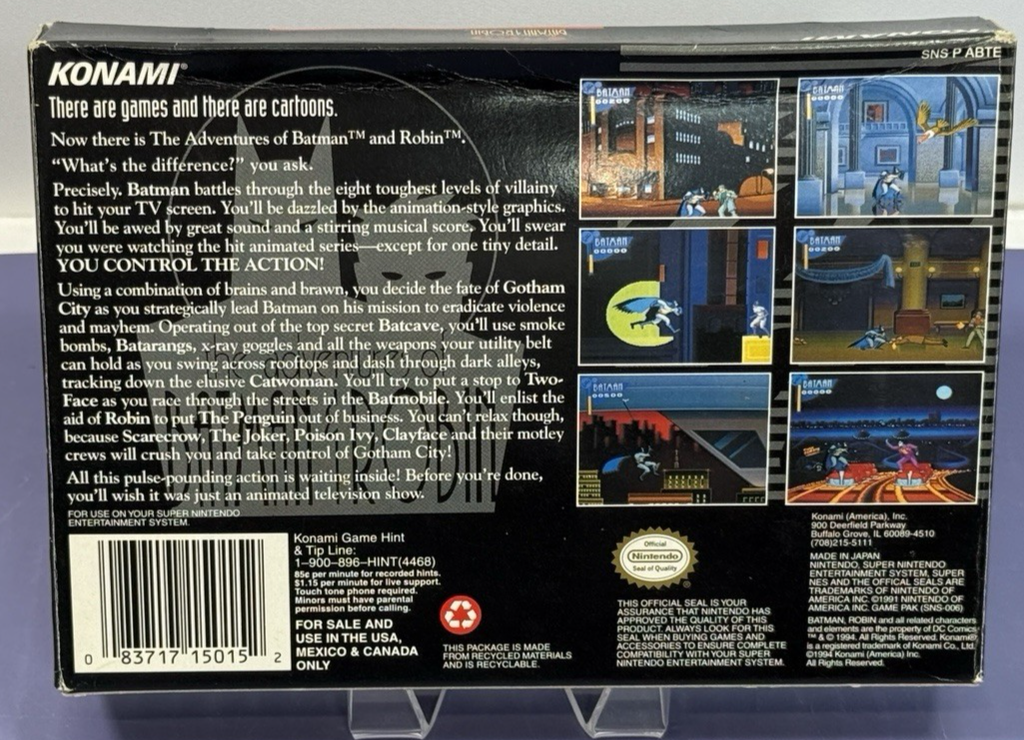 KONAMI®
SNS P ABTE
There are games and there are cartoons.
Now there is The Adventures of Batman™ and Robin™.
"What's the difference?" you ask.
Precisely. Batman battles through the eight toughest levels of villainy
to hit your TV screen. You'll be dazzled by the animation-style graphics.
You'll be awed by great sound and a stirring musical score. You'll swear
you were watching the hit animated series—except for one tiny detail.
YOU CONTROL THE ACTION!
Using a combination of brains and brawn, you decide the fate of Gotham
City as you strategically lead Batman on his mission to eradicate violence
and mayhem. Operating out of the top secret Batcave, you'll use smoke
bombs, Batarangs, x-ray goggles and all the weapons your utility belt
can hold as you swing across rooftops and dash through dark alleys,
tracking down the elusive Catwoman. You'll try to put a stop to Two-
Face as you race through the streets in the Batmobile. You'll enlist the
aid of Robin to put The Penguin out of business. You can't relax though,
because Scarecrow, The Joker, Poison Ivy, Clayface and their motley
crews will crush you and take control of Gotham City!
All this pulse-pounding action is waiting inside! Before you're done,
you'll wish it was just an animated television show.
the adventures of
BATMAN & ROBIN
FOR USE ON YOUR SUPER NINTENDO
ENTERTAINMENT SYSTEM.
BATMAN
BATMAN
BATMAN
BATMAN
BATMAN
BATMAN
0 83717 15015 2
Konami Game Hint
& Tip Line:
1–900–896–HINT(4468)
85¢ per minute for recorded hints.
$1.15 per minute for live support.
Touch tone phone required.
Minors must have parental
permission before calling.
FOR SALE AND
USE IN THE USA,
MEXICO & CANADA
ONLY
THIS PACKAGE IS MADE
FROM RECYCLED MATERIALS
AND IS RECYCLABLE.
Official
Nintendo
Seal of Quality
THIS OFFICIAL SEAL IS YOUR
ASSURANCE THAT NINTENDO HAS
APPROVED THE QUALITY OF THIS
PRODUCT. ALWAYS LOOK FOR THIS
SEAL WHEN BUYING GAMES AND
ACCESSORIES TO ENSURE COMPLETE
COMPATIBILITY WITH YOUR SUPER
NINTENDO ENTERTAINMENT SYSTEM.
Konami (America), Inc.
900 Deerfield Parkway
Buffalo Grove, IL 60089-4510
(708)215-5111
MADE IN JAPAN
NINTENDO, SUPER NINTENDO
ENTERTAINMENT SYSTEM, SUPER
NES AND THE OFFICAL SEALS ARE
TRADEMARKS OF NINTENDO OF
AMERICA INC. ©1991 NINTENDO OF
AMERICA INC. GAME PAK (SNS-006)
BATMAN, ROBIN and all related characters
and elements are the property of DC Comics
™ & © 1994. All Rights Reserved. Konami®
is a registered trademark of Konami Co., Ltd.
©1994 Konami (America) Inc.
All Rights Reserved.